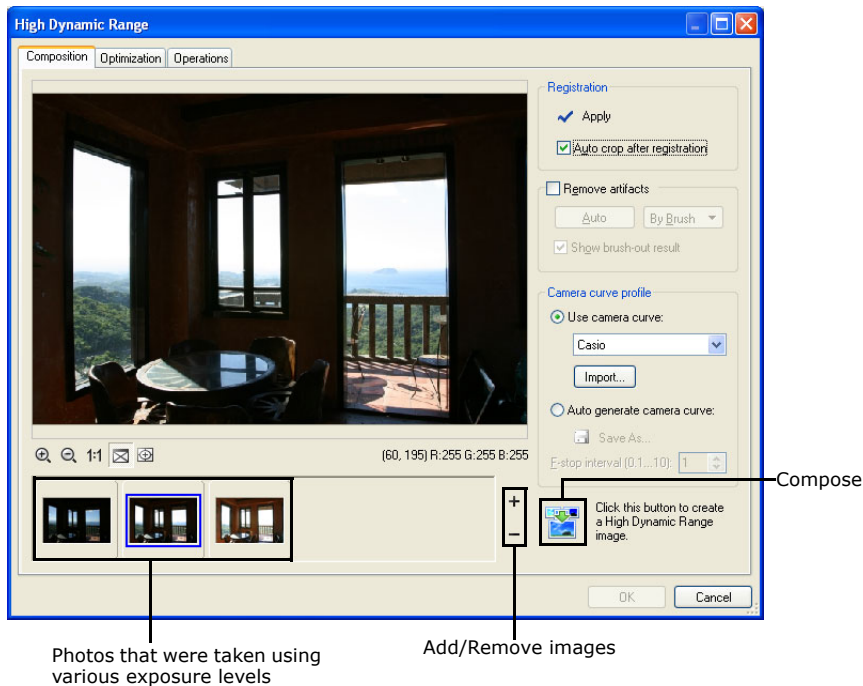 High Dynamic Range
Composition
Optimization
Operations
Registration
Apply
Auto crop after registration
Remove artifacts
Auto
By Brush
Show brush-out result
Camera curve profile
Use camera curve:
Casio
Import...
Auto generate camera curve:
Save As...
F-stop interval (0.1...10):
1
1:1
(60, 195) R:255 G:255 B:255
+
−
Click this button to create
a High Dynamic Range
image.
Compose
OK
Cancel
Photos that were taken using
various exposure levels
Add/Remove images